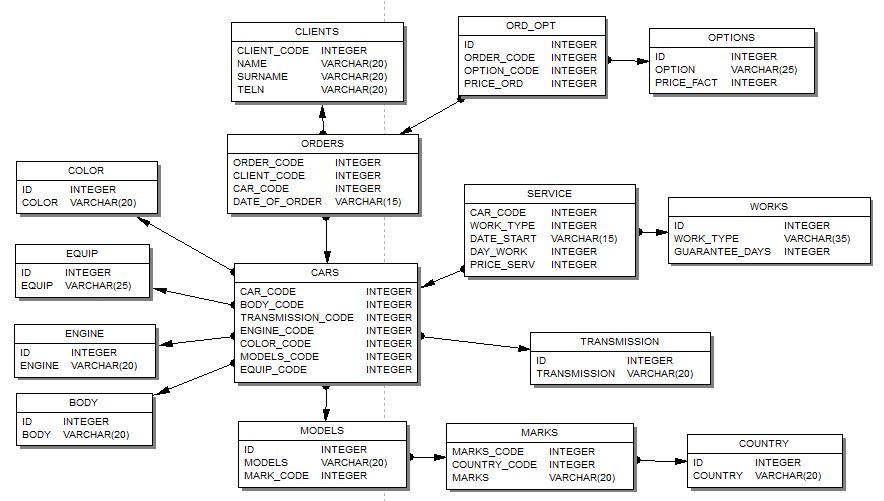 CLIENTS
CLIENT_CODE INTEGER
NAME VARCHAR(20)
SURNAME VARCHAR(20)
TELN VARCHAR(20)
ORD_OPT
ID INTEGER
ORDER_CODE INTEGER
OPTION_CODE INTEGER
PRICE_ORD INTEGER
OPTIONS
ID INTEGER
OPTION VARCHAR(25)
PRICE_FACT INTEGER
ORDERS
ORDER_CODE INTEGER
CLIENT_CODE INTEGER
CAR_CODE INTEGER
DATE_OF_ORDER VARCHAR(15)
COLOR
ID INTEGER
COLOR VARCHAR(20)
SERVICE
CAR_CODE INTEGER
WORK_TYPE INTEGER
DATE_START VARCHAR(15)
DAY_WORK INTEGER
PRICE_SERV INTEGER
WORKS
ID INTEGER
WORK_TYPE VARCHAR(35)
GUARANTEE_DAYS INTEGER
EQUIP
ID INTEGER
EQUIP VARCHAR(25)
CARS
CAR_CODE INTEGER
BODY_CODE INTEGER
TRANSMISSION_CODE INTEGER
ENGINE_CODE INTEGER
COLOR_CODE INTEGER
MODELS_CODE INTEGER
EQUIP_CODE INTEGER
ENGINE
ID INTEGER
ENGINE VARCHAR(20)
TRANSMISSION
ID INTEGER
TRANSMISSION VARCHAR(20)
BODY
ID INTEGER
BODY VARCHAR(20)
MODELS
ID INTEGER
MODELS VARCHAR(20)
MARK_CODE INTEGER
MARKS
MARKS_CODE INTEGER
COUNTRY_CODE INTEGER
MARKS VARCHAR(20)
COUNTRY
ID INTEGER
COUNTRY VARCHAR(20)